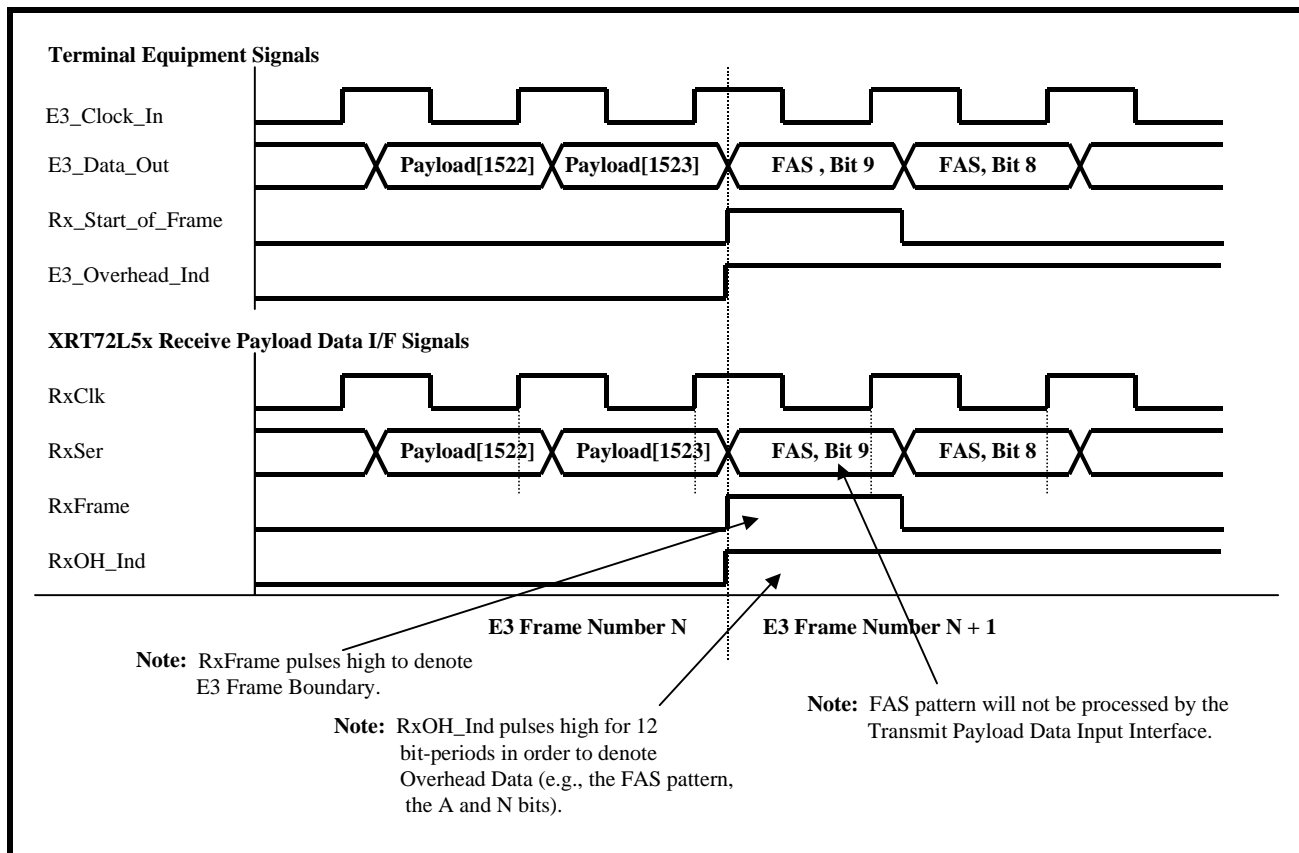 Terminal Equipment Signals
E3_Clock_In
E3_Data_Out
Payload[1522] Payload[1523] FAS , Bit 9 FAS, Bit 8
Rx_Start_of_Frame
E3_Overhead_Ind
XRT72L5x Receive Payload Data I/F Signals
RxClk
RxSer
Payload[1522] Payload[1523] FAS, Bit 9 FAS, Bit 8
RxFrame
RxOH_Ind
E3 Frame Number N E3 Frame Number N + 1
Note: RxFrame pulses high to denote
E3 Frame Boundary.
Note: RxOH_Ind pulses high for 12
bit-periods in order to denote
Overhead Data (e.g., the FAS pattern,
the A and N bits).
Note: FAS pattern will not be processed by the
Transmit Payload Data Input Interface.